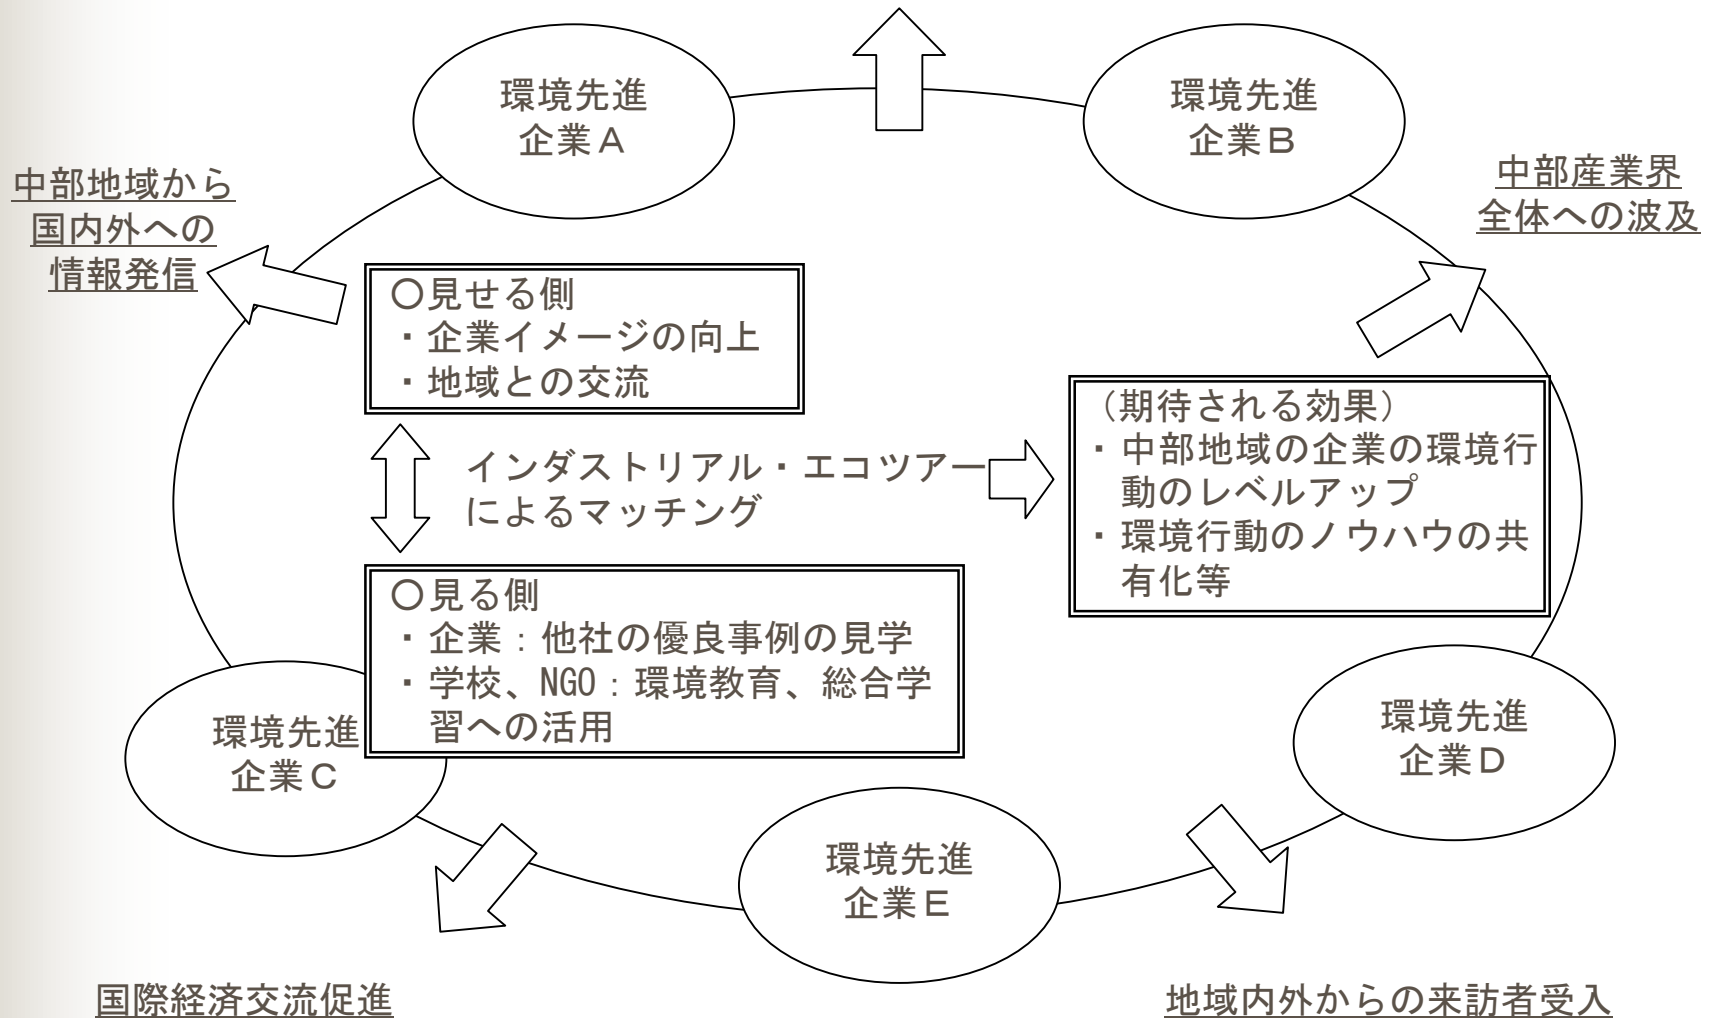 環境先進
企業A
環境先進
企業B
中部地域から
国内外への
情報発信
中部産業界
全体への波及
○見せる側
・企業イメージの向上
・地域との交流
(期待される効果)
・中部地域の企業の環境行
動のレベルアップ
・環境行動のノウハウの共
有化等
インダストリアル・エコツアー
によるマッチング
○見る側
・企業:他社の優良事例の見学
・学校、NGO:環境教育、総合学
習への活用
環境先進
企業C
環境先進
企業D
環境先進
企業E
国際経済交流促進
地域内外からの来訪者受入